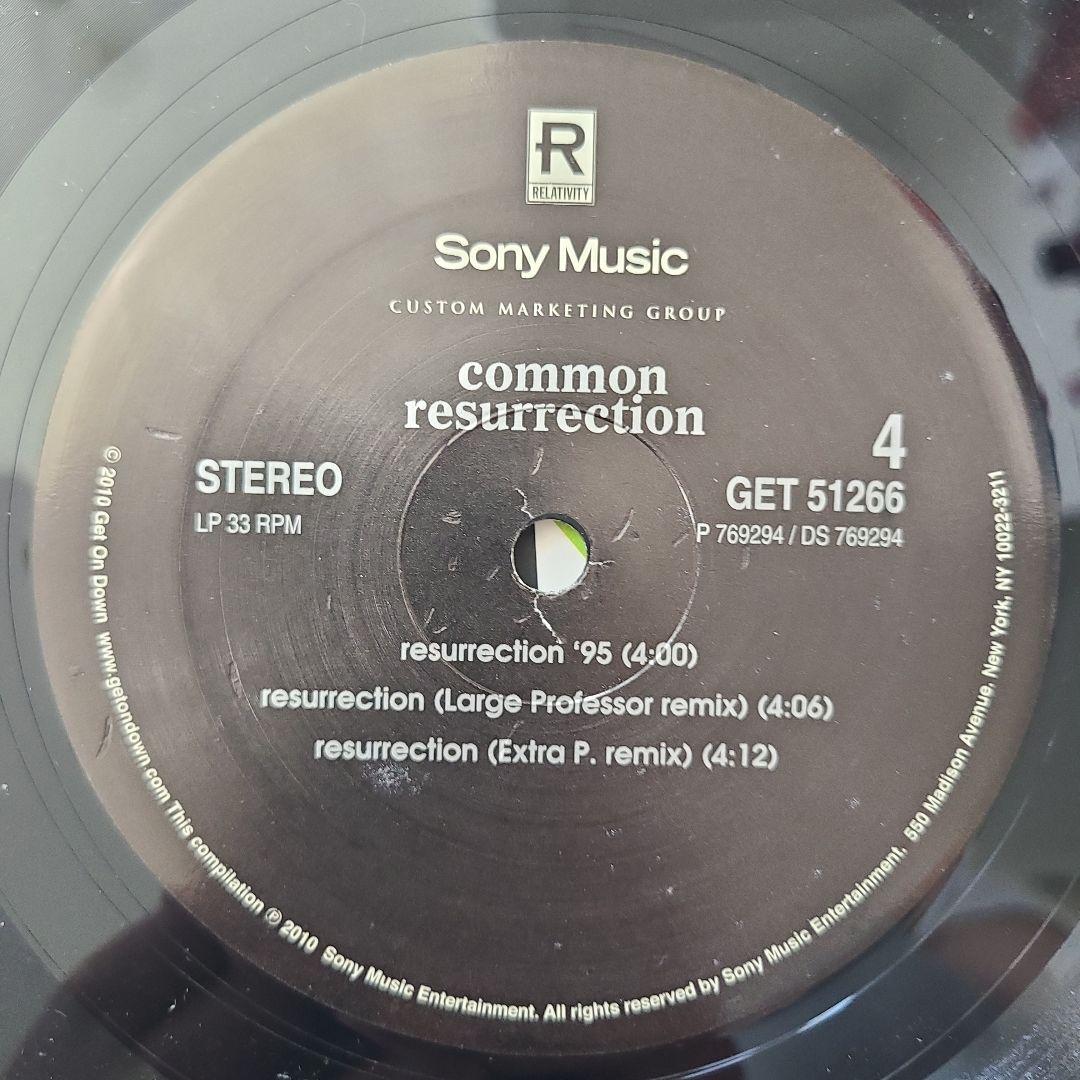 R
RELATIVITY
Sony Music
CUSTOM MARKETING GROUP
common
resurrection
4
STEREO
GET 51266
LP 33 RPM
P 769294 / DS 769294
resurrection ‘95 (4:00)
resurrection (Large Professor remix) (4:06)
resurrection (Extra P. remix) (4:12)
© 2010 Get On Down www.getondown.com This compilation ℗ 2010 Sony Music Entertainment. All rights reserved by Sony Music Entertainment, 550 Madison Avenue, New York, NY 10022-3211